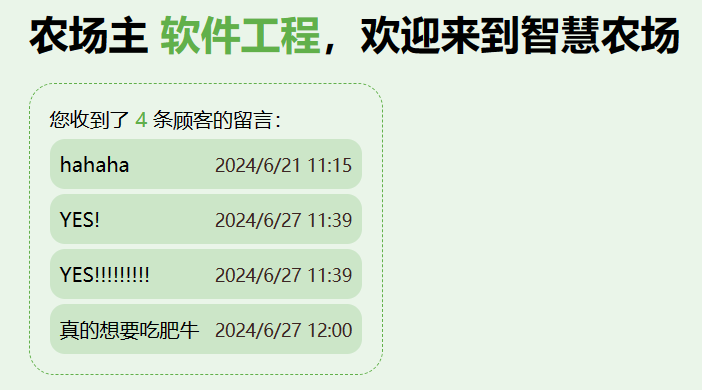 农场主 软件工程，欢迎来到智慧农场
您收到了 4 条顾客的留言：
hahaha 2024/6/21 11:15
YES! 2024/6/27 11:39
YES!!!!!!!!! 2024/6/27 11:39
真的想要吃肥牛 2024/6/27 12:00